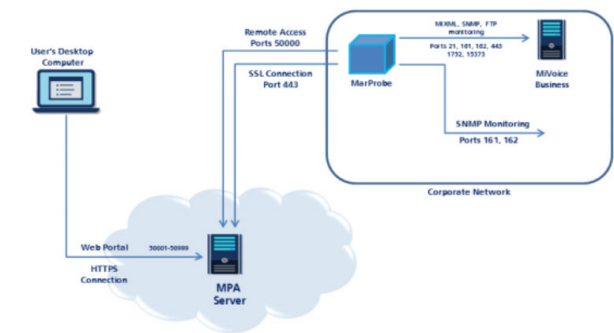 User's Desktop
Computer
Remote Access
Ports 50000
SSL Connection
Port 443
MarProbe
MiXML, SNMP, FTP
monitoring
Ports 21, 161, 162, 443
1752, 15373
MiVoice
Business
SNMP Monitoring
Ports 161, 162
Corporate Network
Web Portal
50001-50999
HTTPS
Connection
MPA
Server